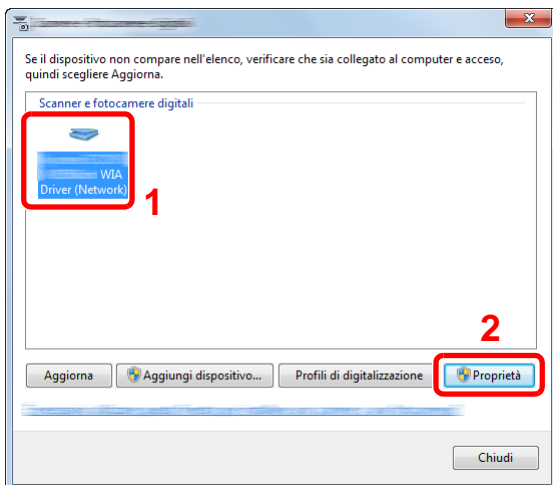 Se il dispositivo non compare nell'elenco, verificare che sia collegato al computer e acceso,
quindi scegliere Aggiorna.
Scanner e fotocamere digitali
WIA
Driver (Network)
1
2
Aggiorna
Aggiungi dispositivo...
Profili di digitalizzazione
Proprietà
Chiudi